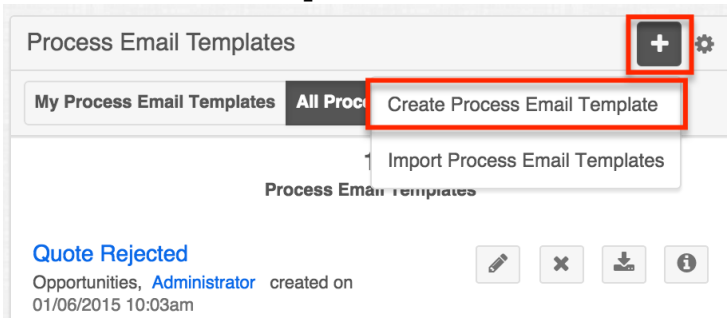 Process Email Templates
My Process Email Templates All Proc
Create Process Email Template
Import Process Email Templates
Process Email Templates
Quote Rejected
Opportunities, Administrator created on
01/06/2015 10:03am